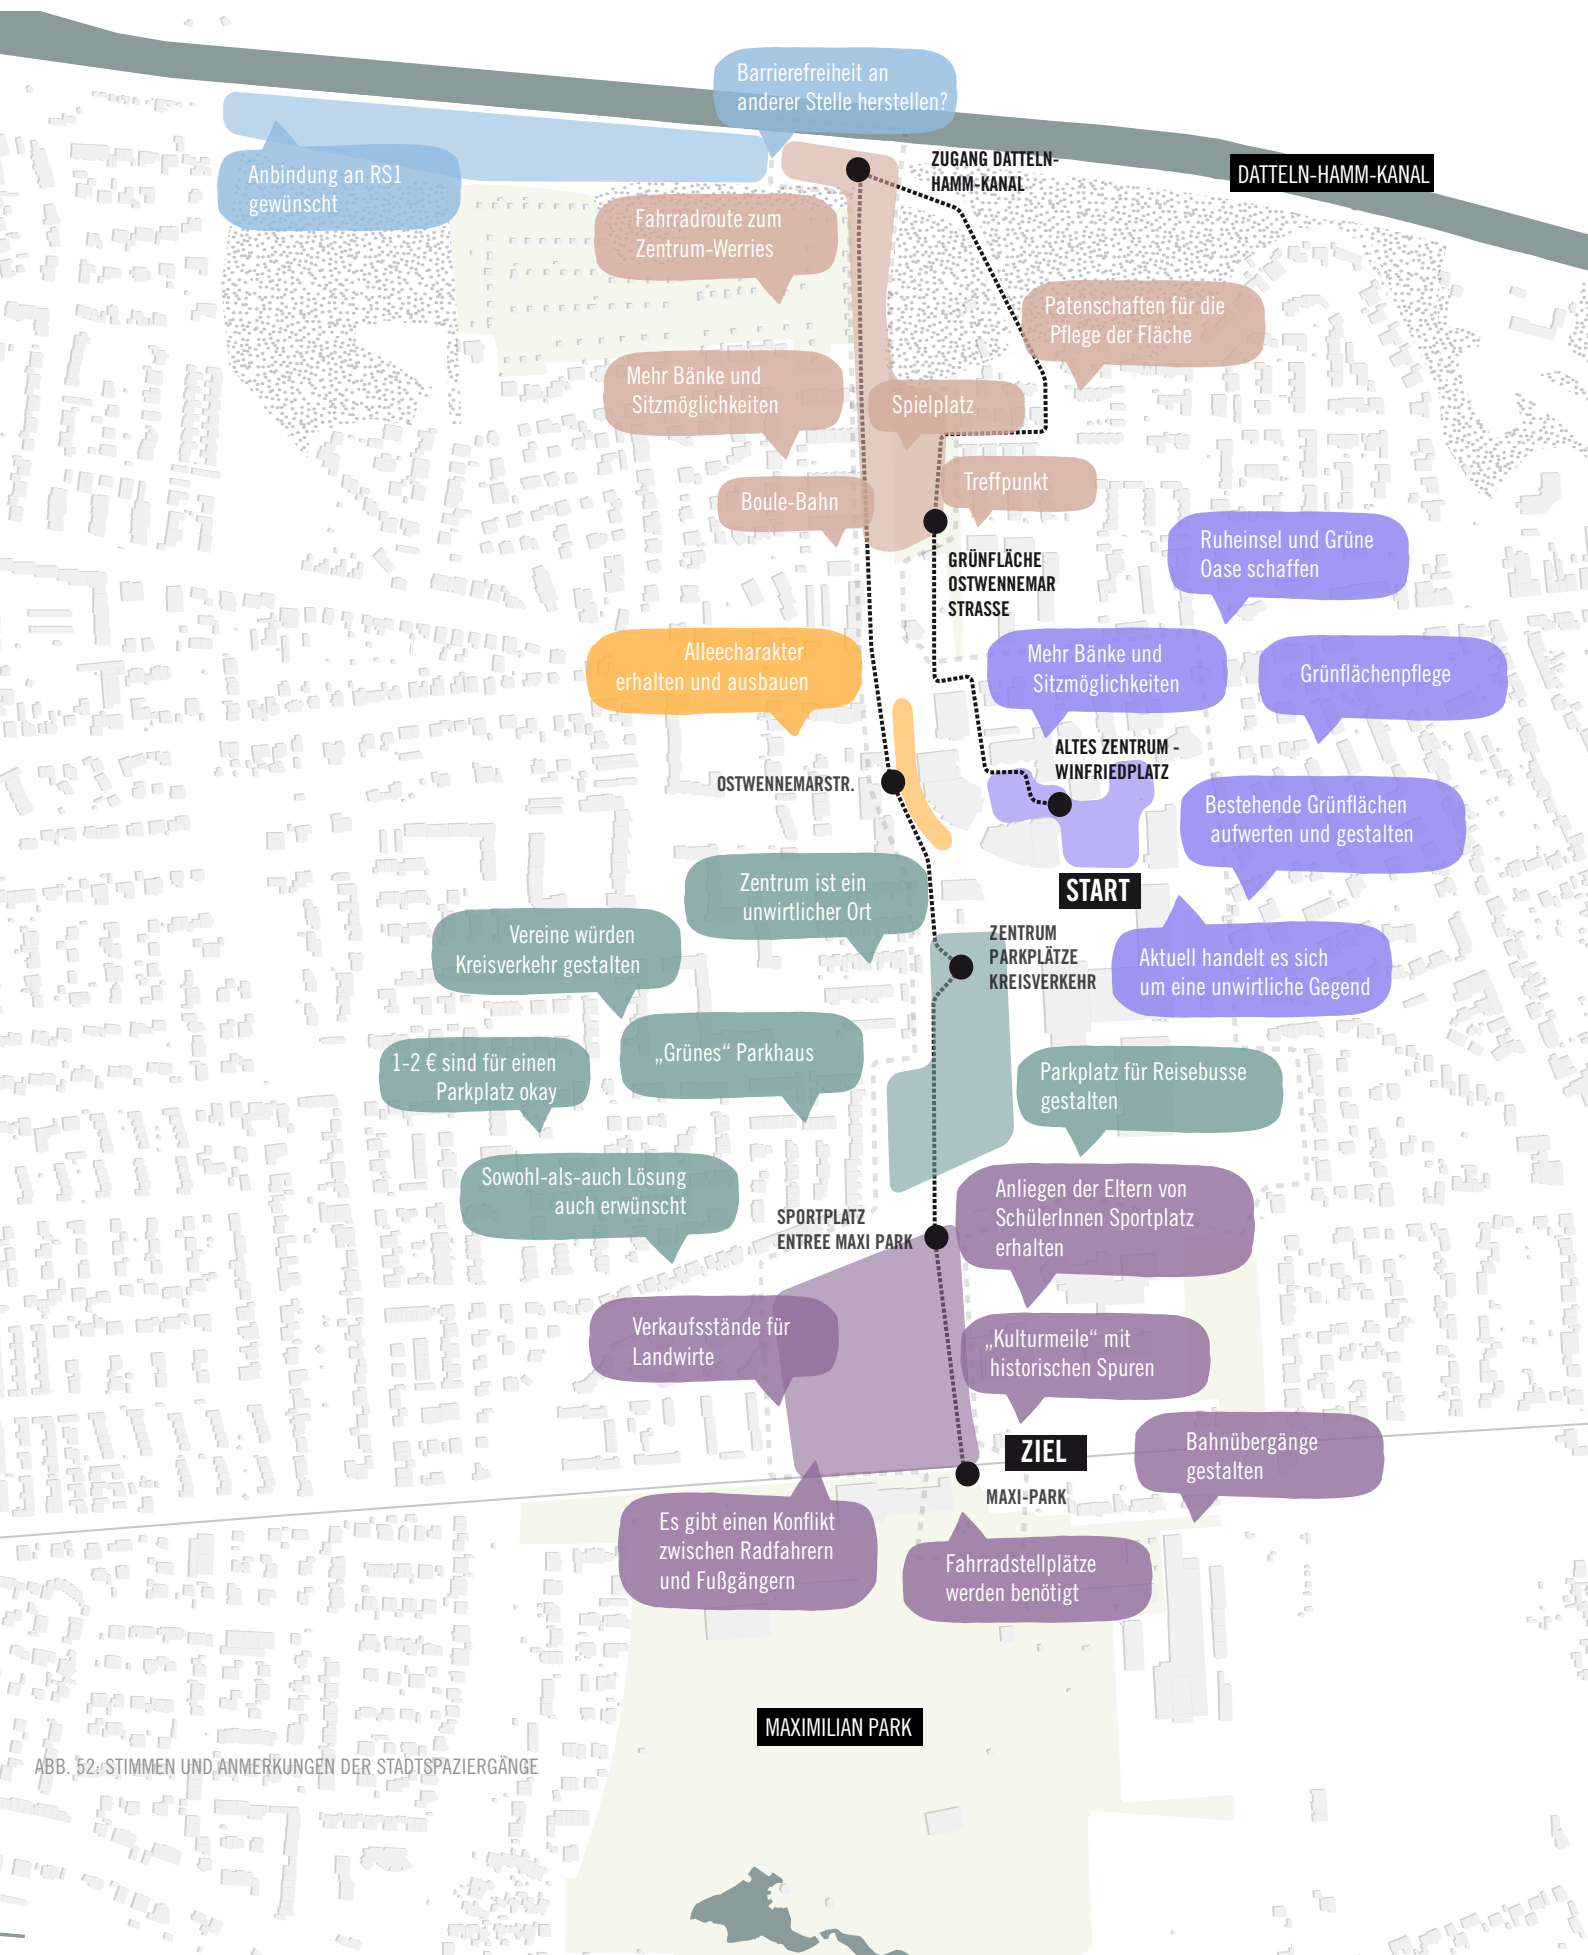 Barrierefreiheit an
anderer Stelle herstellen?
ZUGANG DATTELN-
HAMM-KANAL
DATTELN-HAMM-KANAL
Anbindung an RS1
gewünscht
Fahrradroute zum
Zentrum-Werries
Patenschaften für die
Pflege der Fläche
Mehr Bänke und
Sitzmöglichkeiten
Spielplatz
Treffpunkt
Boule-Bahn
GRÜNFLÄCHE
OSTWENNEMAR
STRASSE
Ruheinsel und Grüne
Oase schaffen
Alleecharakter
erhalten und ausbauen
Mehr Bänke und
Sitzmöglichkeiten
Grünflächenpflege
ALTES ZENTRUM -
WINFRIEDPLATZ
OSTWENNEMARSTR.
Bestehende Grünflächen
aufwerten und gestalten
START
Zentrum ist ein
unwirtlicher Ort
Vereine würden
Kreisverkehr gestalten
ZENTRUM
PARKPLÄTZE
KREISVERKEHR
Aktuell handelt es sich
um eine unwirtliche Gegend
1-2 € sind für einen
Parkplatz okay
„Grünes“ Parkhaus
Parkplatz für Reisebusse
gestalten
Sowohl-als-auch Lösung
auch erwünscht
SPORTPLATZ
ENTREE MAXI PARK
Anliegen der Eltern von
SchülerInnen Sportplatz
erhalten
Verkaufsstände für
Landwirte
„Kulturmeile“ mit
historischen Spuren
ZIEL
Bahnübergänge
gestalten
MAXI-PARK
Es gibt einen Konflikt
zwischen Radfahrern
und Fußgängern
Fahrradstellplätze
werden benötigt
MAXIMILIAN PARK
ABB. 52: STIMMEN UND ANMERKUNGEN DER STADTSPAZIERGÄNGE